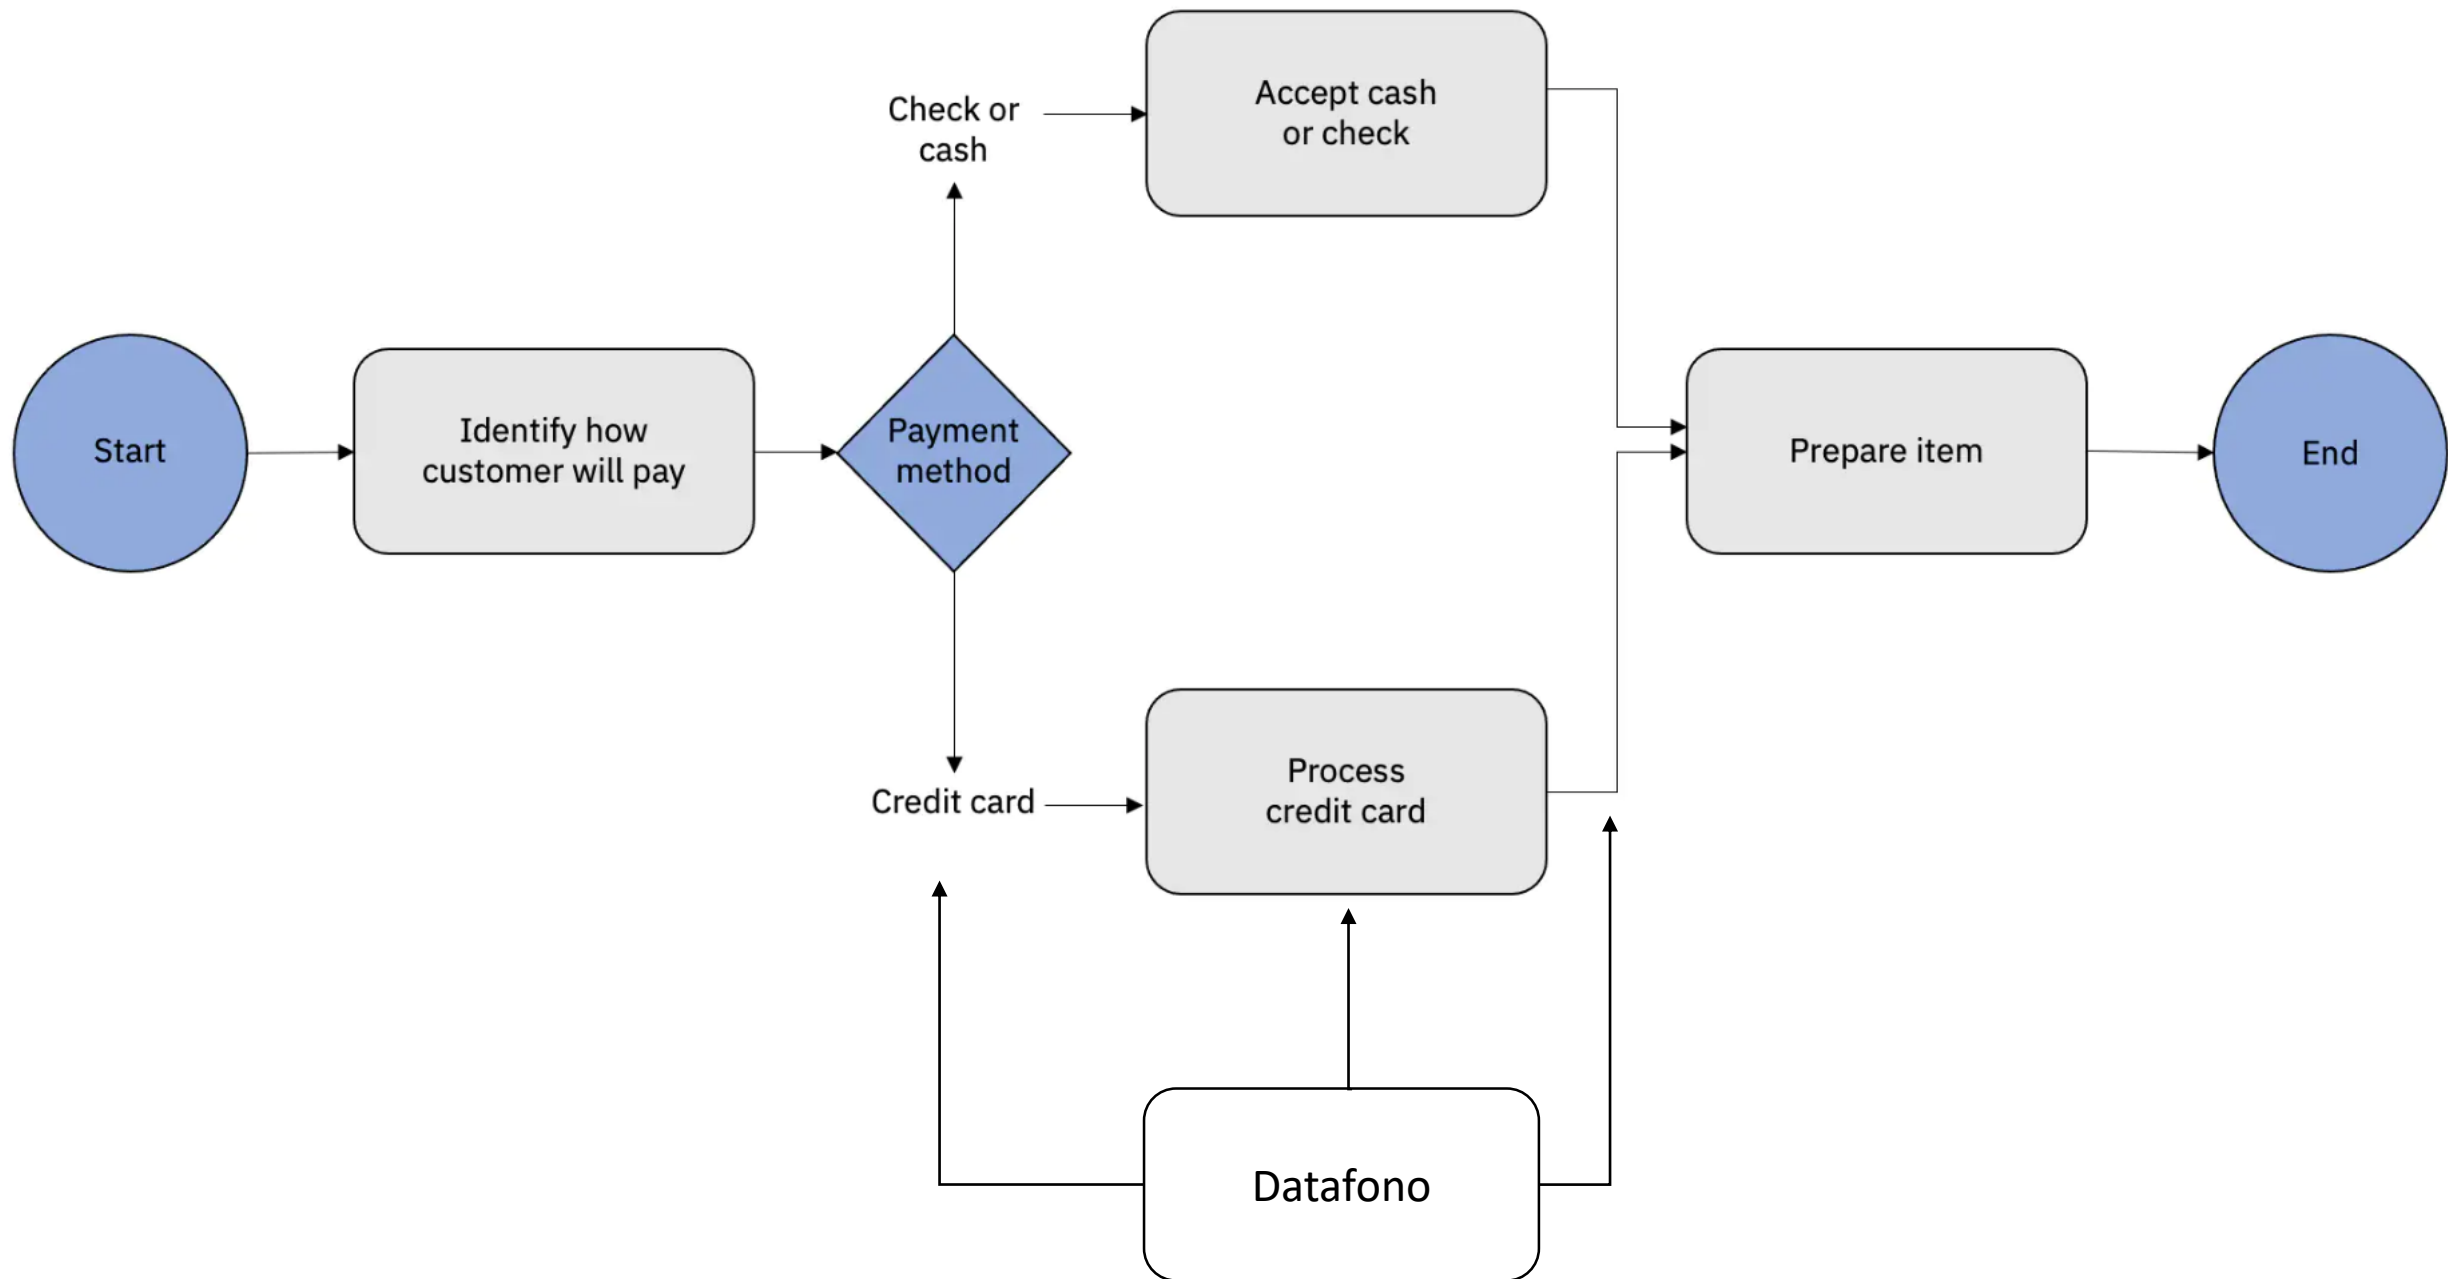 Check or
cash
Accept cash
or check
Start
Identify how
customer will pay
Payment
method
Prepare item
End
Credit card
Process
credit card
Datafono